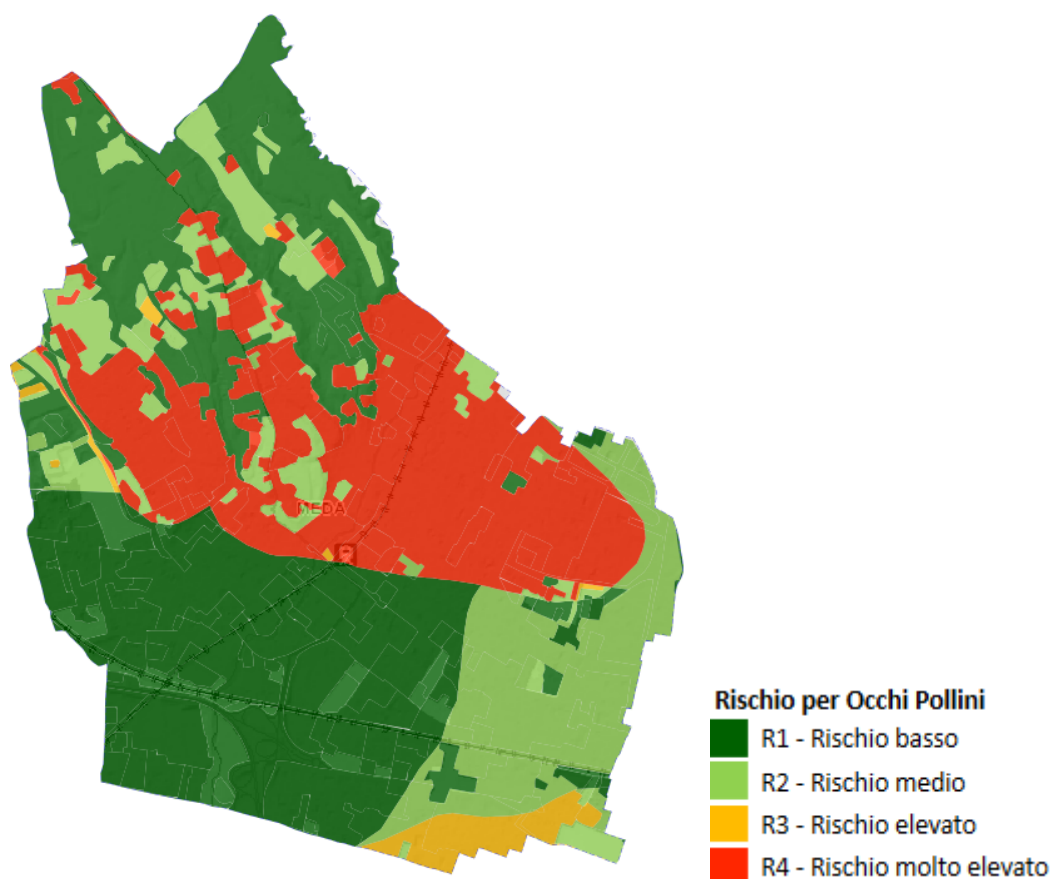 MEDA
Rischio per Occhi Pollini
R1 - Rischio basso
R2 - Rischio medio
R3 - Rischio elevato
R4 - Rischio molto elevato